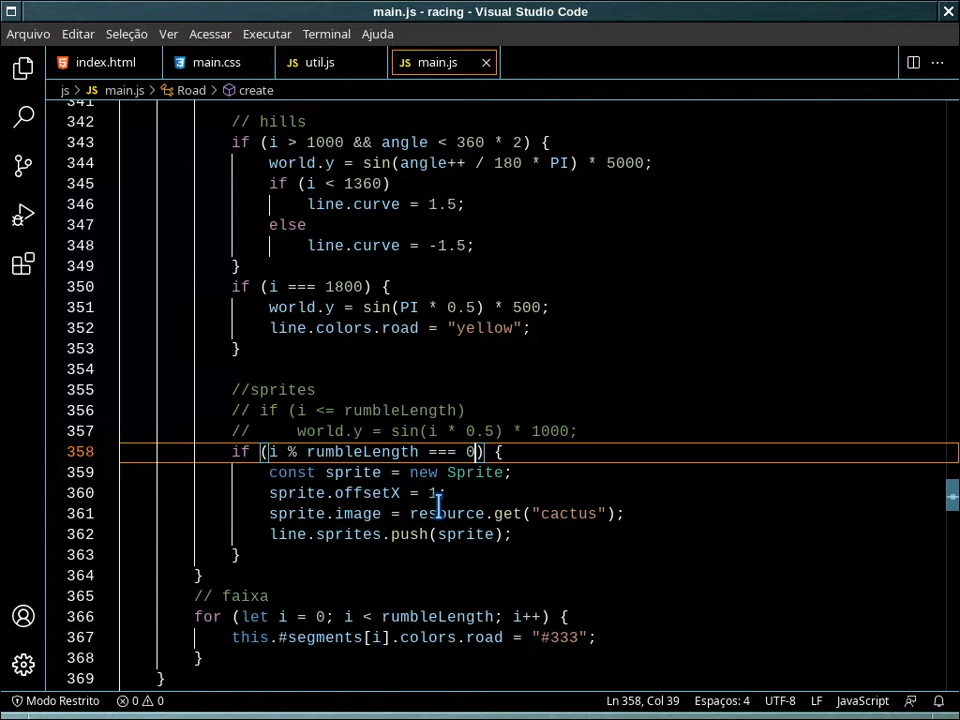 main.js - racing - Visual Studio Code
Arquivo Editar Seleção Ver Acessar Executar Terminal Ajuda
index.html main.css JS util.js JS main.js
js > JS main.js > Road > create
341
342 // hills
343 if (i > 1000 && angle < 360 * 2) {
344 world.y = sin(angle++ / 180 * PI) * 5000;
345 if (i < 1360)
346 line.curve = 1.5;
347 else
348 line.curve = -1.5;
349 }
350 if (i === 1800) {
351 world.y = sin(PI * 0.5) * 500;
352 line.colors.road = "yellow";
353 }
354
355 //sprites
356 // if (i <= rumbleLength)
357 //     world.y = sin(i * 0.5) * 1000;
358 if (i % rumbleLength === 0) {
359 const sprite = new Sprite;
360 sprite.offsetX = 1;
361 sprite.image = resource.get("cactus");
362 line.sprites.push(sprite);
363 }
364 }
365 // faixa
366 for (let i = 0; i < rumbleLength; i++) {
367 this.#segments[i].colors.road = "#333";
368 }
369 }
Modo Restrito 0 0 Ln 358, Col 39 Espaços: 4 UTF-8 LF JavaScript